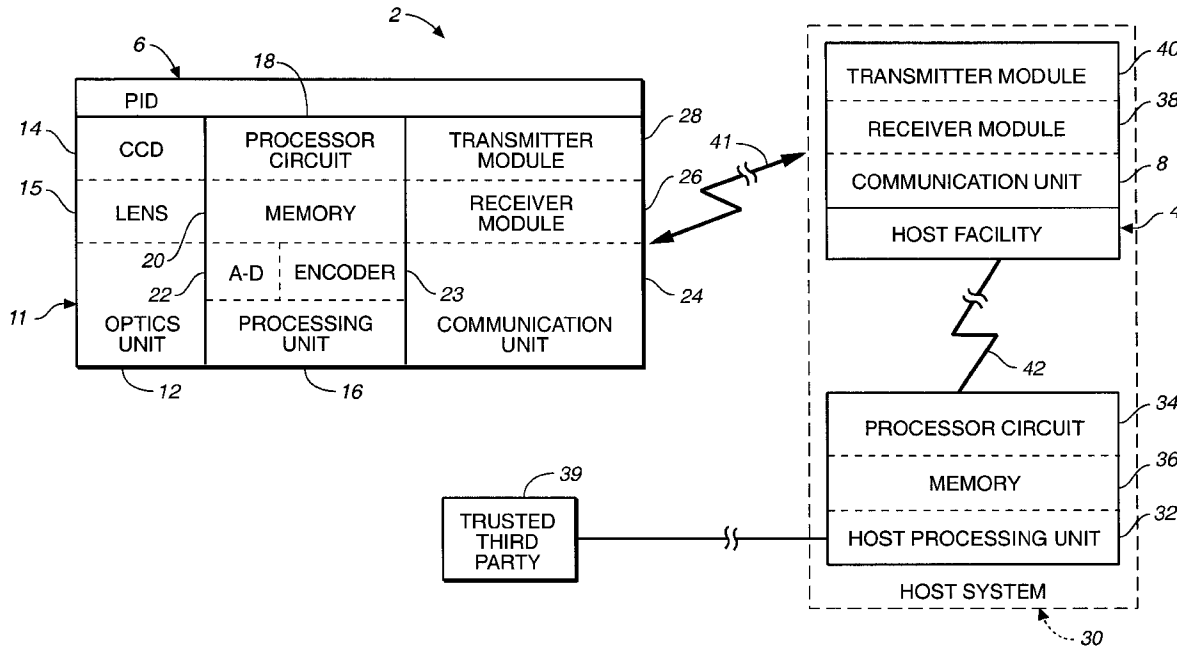 2
6
18
PID
14
CCD
PROCESSOR
CIRCUIT
TRANSMITTER
MODULE
28
15
LENS
MEMORY
RECEIVER
MODULE
26
20
22
A-D
ENCODER
23
24
11
OPTICS
UNIT
PROCESSING
UNIT
COMMUNICATION
UNIT
12
16
41
TRANSMITTER MODULE
40
RECEIVER MODULE
38
COMMUNICATION UNIT
8
HOST FACILITY
4
42
PROCESSOR CIRCUIT
34
MEMORY
36
HOST PROCESSING UNIT
32
HOST SYSTEM
30
39
TRUSTED
THIRD
PARTY